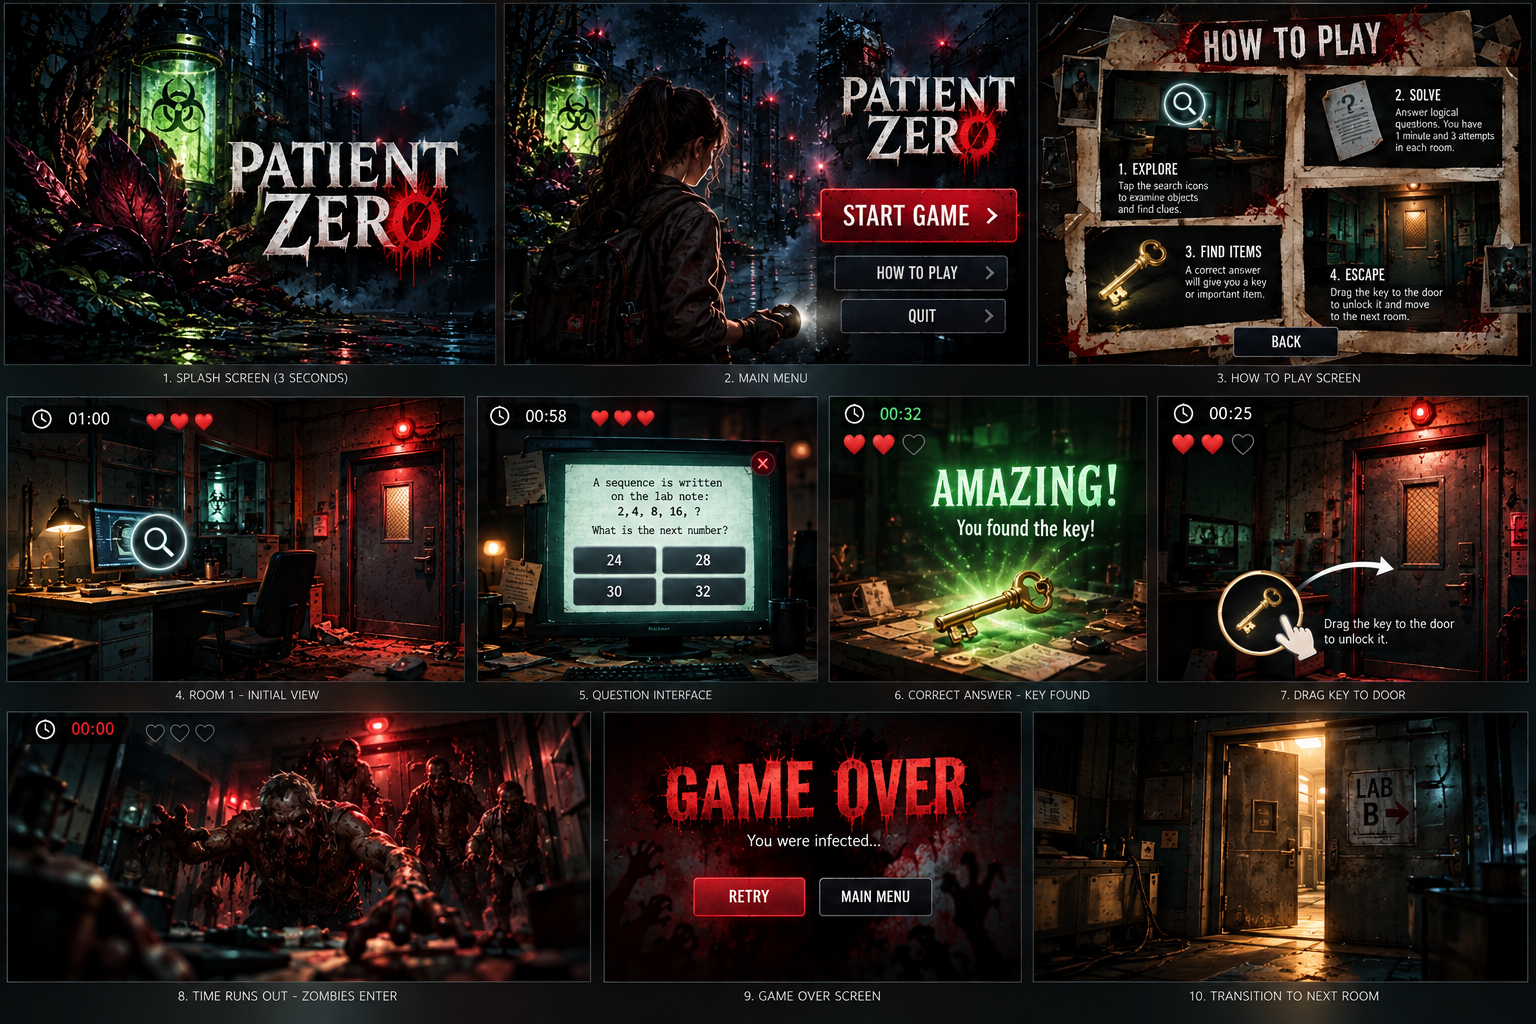 PATIENT
ZERO
1. SPLASH SCREEN (3 SECONDS)
PATIENT
ZERO
START GAME
HOW TO PLAY
QUIT
2. MAIN MENU
HOW TO PLAY
1. EXPLORE
Tap the search icons
to examine objects
and find clues.
?
2. SOLVE
Answer logical
questions. You have
1 minute and 3 attempts
in each room.
3. FIND ITEMS
A correct answer
will give you a key
or important item.
4. ESCAPE
Drag the key to the door
to unlock it and move
to the next room.
BACK
3. HOW TO PLAY SCREEN
01:00
4. ROOM 1 - INITIAL VIEW
00:58
A sequence is written
on the lab note:
2, 4, 8, 16, ?
What is the next number?
24
28
30
32
5. QUESTION INTERFACE
00:32
AMAZING!
You found the key!
6. CORRECT ANSWER - KEY FOUND
00:25
Drag the key to the door
to unlock it.
7. DRAG KEY TO DOOR
00:00
8. TIME RUNS OUT - ZOMBIES ENTER
GAME OVER
You were infected...
RETRY
MAIN MENU
9. GAME OVER SCREEN
LAB
B
10. TRANSITION TO NEXT ROOM